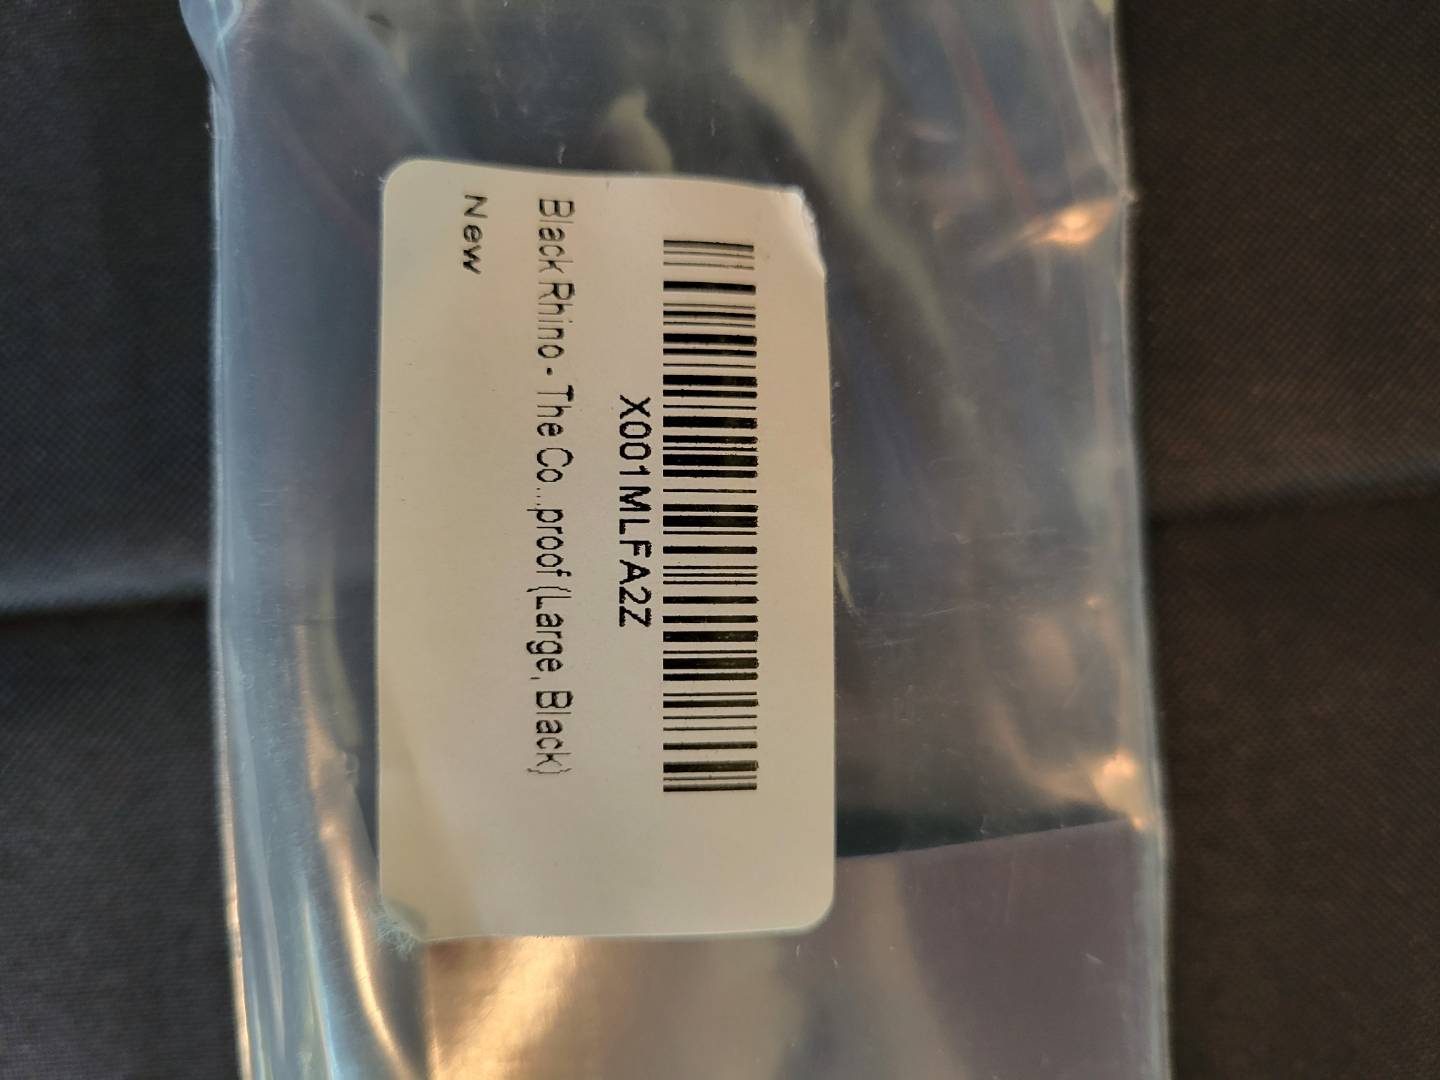 X001MLFA2Z
Black Rhino - The Co...proof (Large, Black)
New